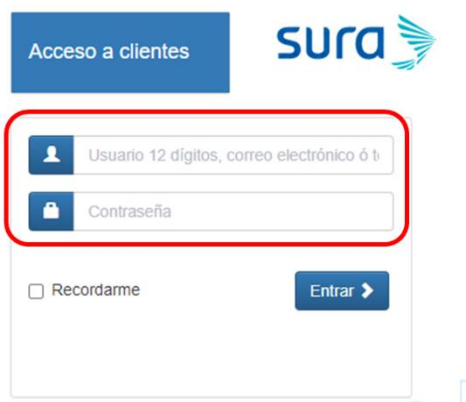 Acceso a clientes
sura
Usuario 12 dígitos, correo electrónico ó t
Contraseña
Recordarme
Entrar